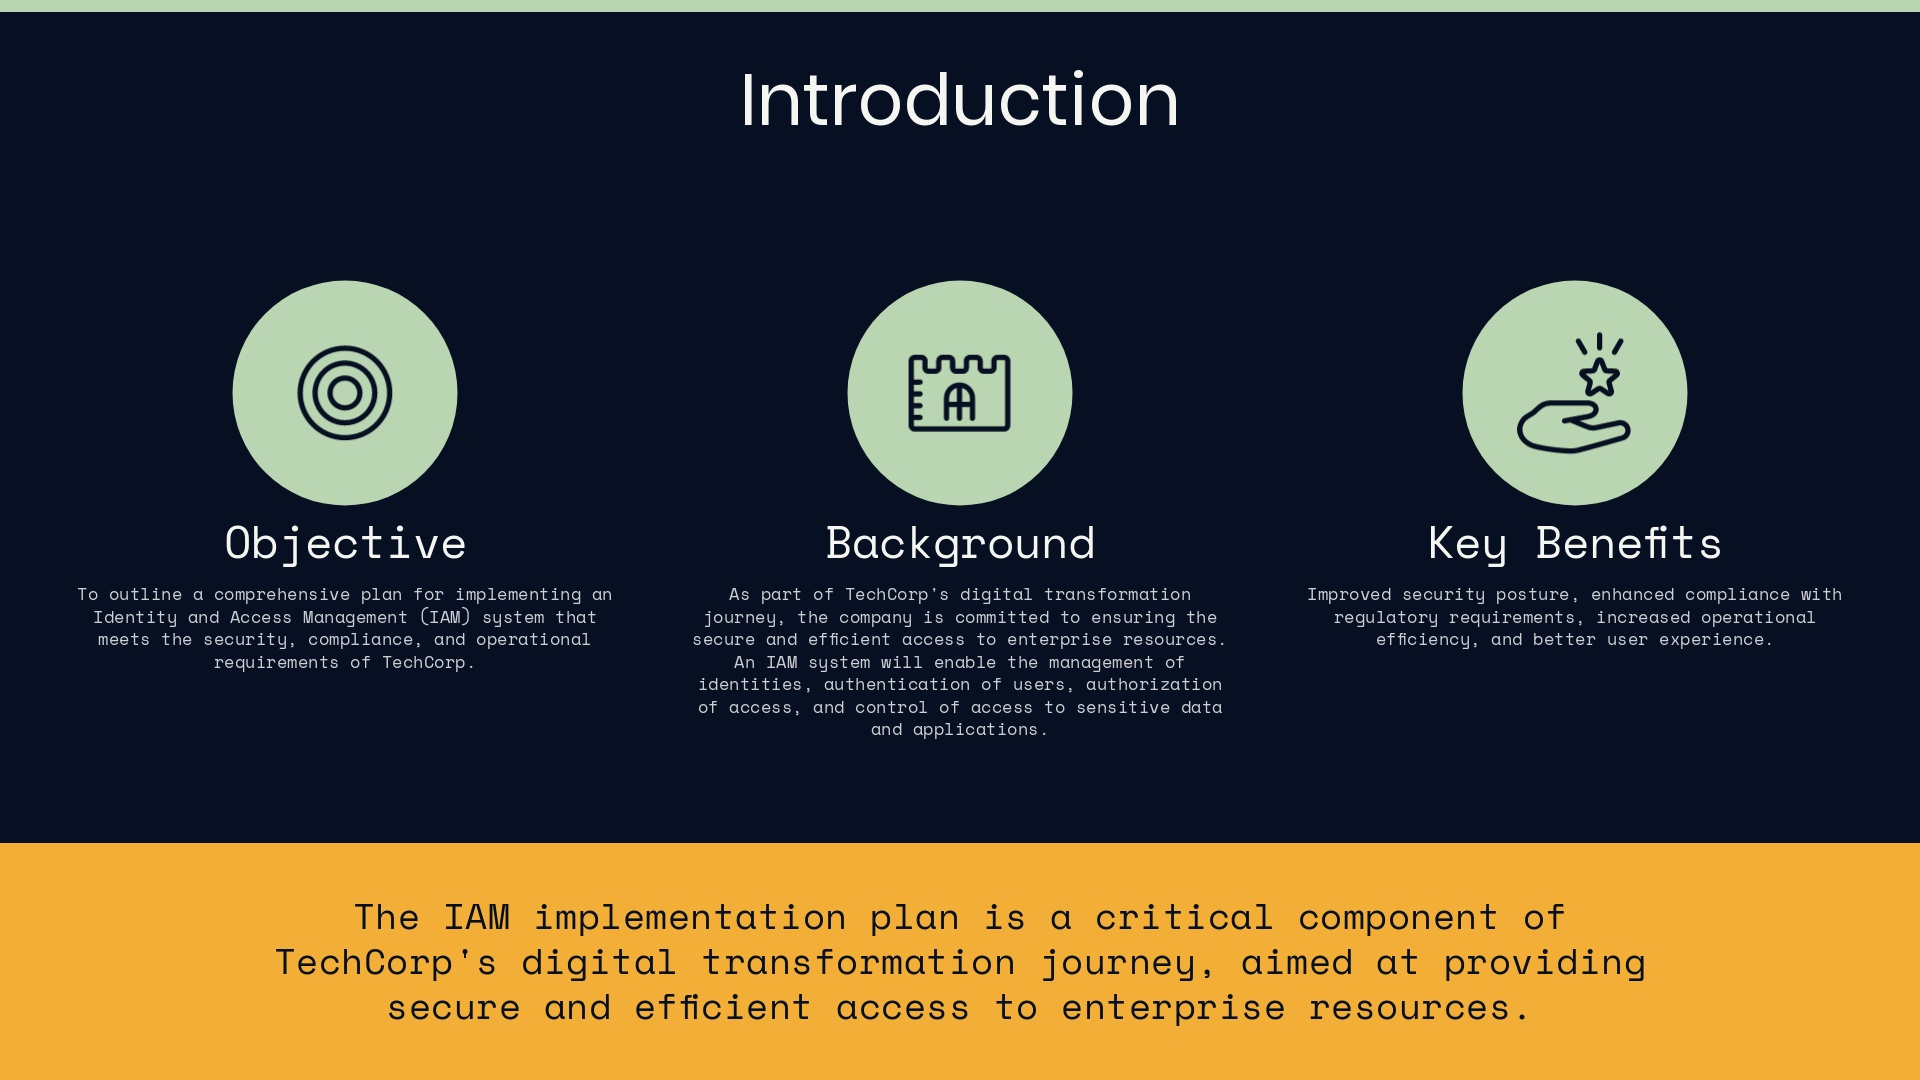 Introduction
Objective
To outline a comprehensive plan for implementing an
Identity and Access Management (IAM) system that
meets the security, compliance, and operational
requirements of TechCorp.
Background
As part of TechCorp's digital transformation
journey, the company is committed to ensuring the
secure and efficient access to enterprise resources.
An IAM system will enable the management of
identities, authentication of users, authorization
of access, and control of access to sensitive data
and applications.
Key Benefits
Improved security posture, enhanced compliance with
regulatory requirements, increased operational
efficiency, and better user experience.
The IAM implementation plan is a critical component of
TechCorp's digital transformation journey, aimed at providing
secure and efficient access to enterprise resources.